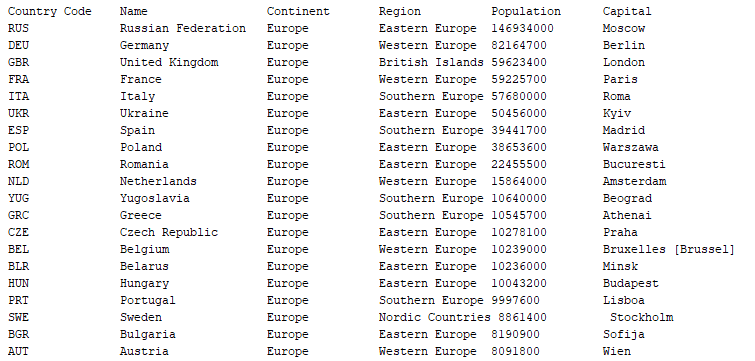 Country Code Name Continent Region Population Capital
RUS Russian Federation Europe Eastern Europe 146934000 Moscow
DEU Germany Europe Western Europe 82164700 Berlin
GBR United Kingdom Europe British Islands 59623400 London
FRA France Europe Western Europe 59225700 Paris
ITA Italy Europe Southern Europe 57680000 Roma
UKR Ukraine Europe Eastern Europe 50456000 Kyiv
ESP Spain Europe Southern Europe 39441700 Madrid
POL Poland Europe Eastern Europe 38653600 Warszawa
ROM Romania Europe Eastern Europe 22455500 Bucuresti
NLD Netherlands Europe Western Europe 15864000 Amsterdam
YUG Yugoslavia Europe Southern Europe 10640000 Beograd
GRC Greece Europe Southern Europe 10545700 Athenai
CZE Czech Republic Europe Eastern Europe 10278100 Praha
BEL Belgium Europe Western Europe 10239000 Bruxelles [Brussel]
BLR Belarus Europe Eastern Europe 10236000 Minsk
HUN Hungary Europe Eastern Europe 10043200 Budapest
PRT Portugal Europe Southern Europe 9997600 Lisboa
SWE Sweden Europe Nordic Countries 8861400 Stockholm
BGR Bulgaria Europe Eastern Europe 8190900 Sofija
AUT Austria Europe Western Europe 8091800 Wien